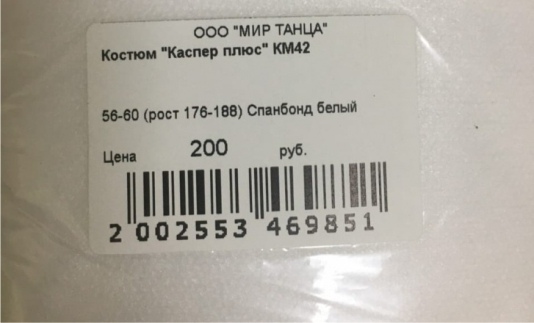 ООО "МИР ТАНЦА"
Костюм "Каспер плюс" КМ42
56-60 (рост 176-188) Спанбонд белый
Цена 200 руб.
2 002553 469851